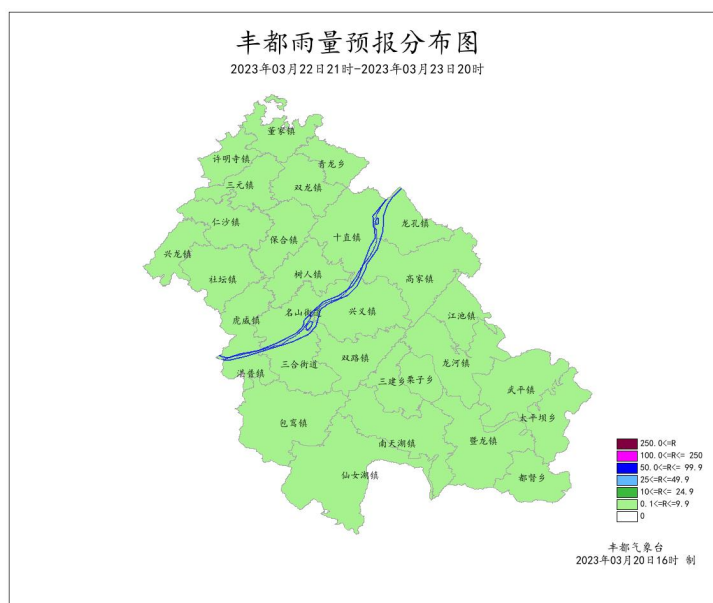 丰都雨量预报分布图
2023年03月22日21时-2023年03月23日20时
董家镇
许明寺镇
青龙乡
三元镇
双龙镇
仁沙镇
龙孔镇
保合镇
十直镇
兴龙镇
社坛镇
树人镇
高家镇
虎威镇
名山街道
兴义镇
江池镇
湛普镇
三合街道
双路镇
龙河镇
三建乡
栗子乡
武平镇
太平坝乡
包鸾镇
南天湖镇
暨龙镇
仙女湖镇
都督乡
250.0<=R
100.0<=R<= 250
50.0<=R<= 99.9
25<=R<=49.9
10<=R<= 24.9
0.1<=R<=9.9
0
丰都气象台
2023年03月20日16时 制